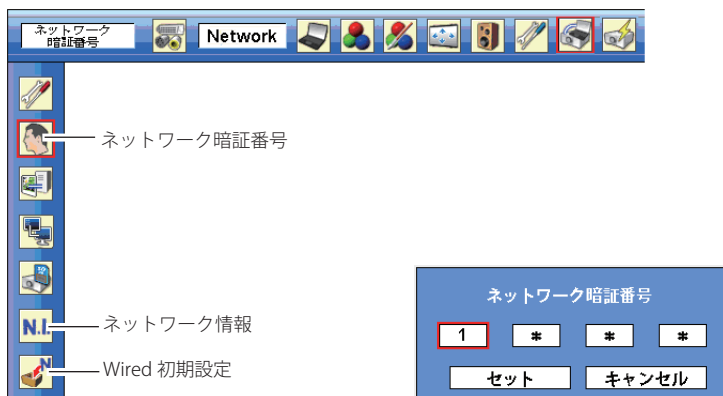 ネットワーク
暗証番号
Network
ネットワーク暗証番号
N.I.
ネットワーク情報
N
Wired 初期設定
ネットワーク暗証番号
1 * * *
セット キャンセル